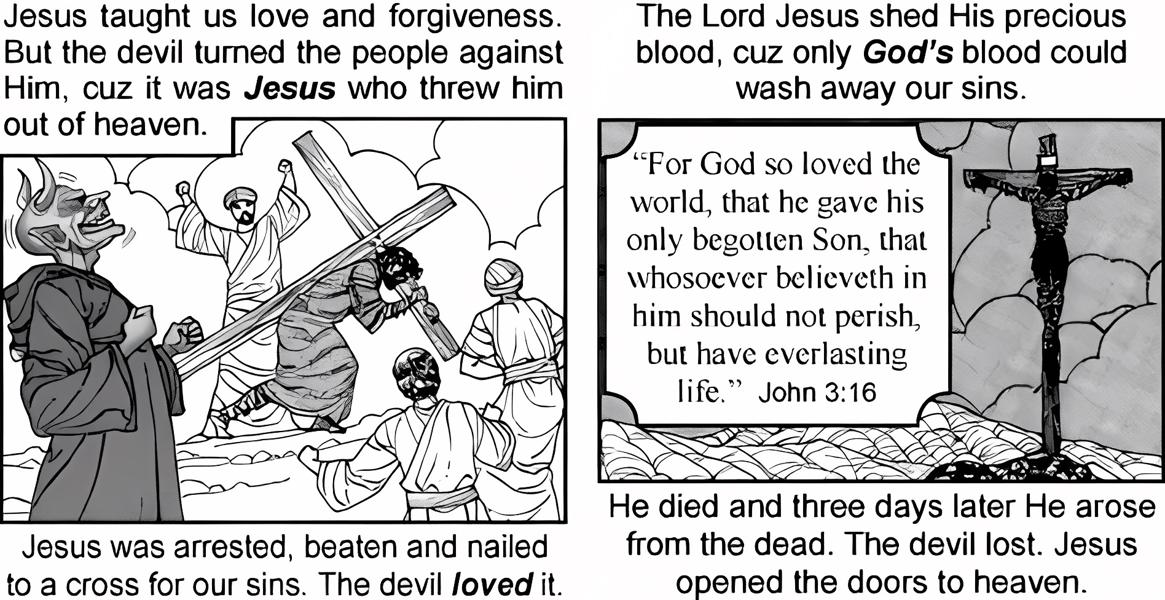 Jesus taught us love and forgiveness.
But the devil turned the people against
Him, cuz it was Jesus who threw him
out of heaven.
Jesus was arrested, beaten and nailed
to a cross for our sins. The devil loved it.
The Lord Jesus shed His precious
blood, cuz only God's blood could
wash away our sins.
“For God so loved the
world, that he gave his
only begotten Son, that
whosoever believeth in
him should not perish,
but have everlasting
life.” John 3:16
He died and three days later He arose
from the dead. The devil lost. Jesus
opened the doors to heaven.